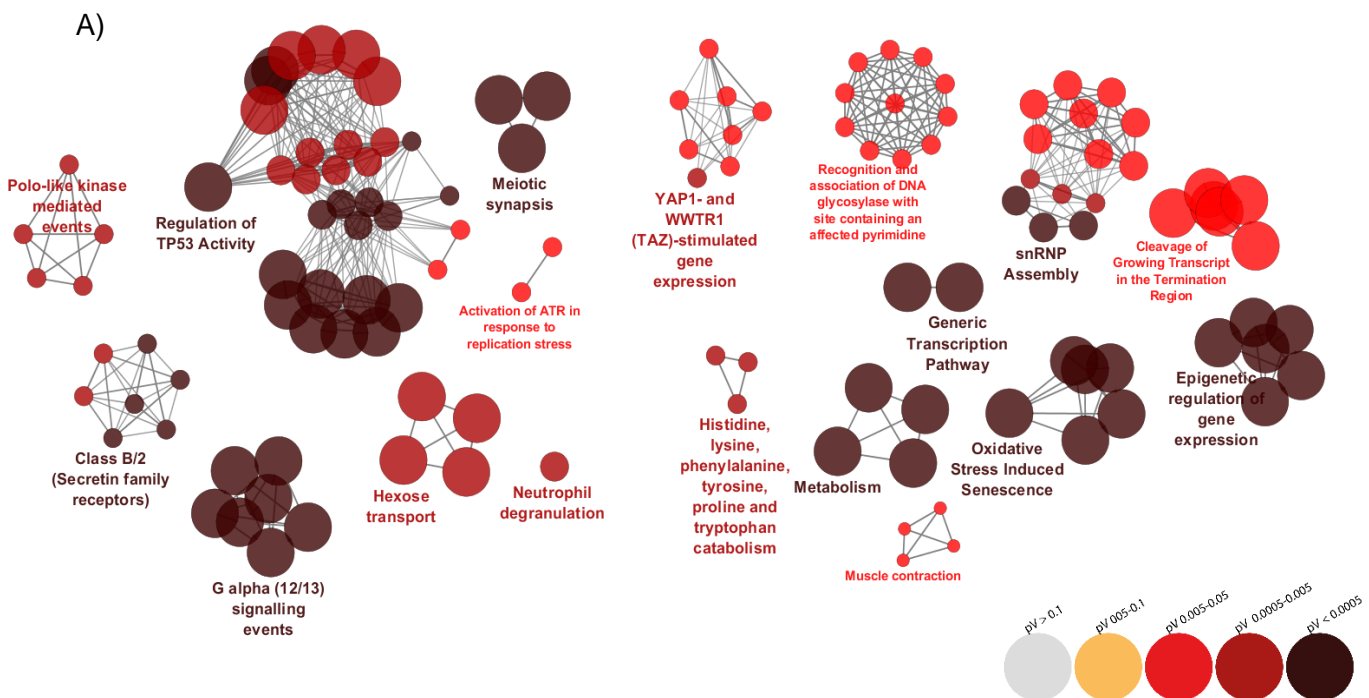 A)
Polo-like kinase
mediated
events
Regulation of
TP53 Activity
Meiotic
synapsis
Activation of ATR in
response to
replication stress
Class B/2
(Secretin family
receptors)
G alpha (12/13)
signalling
events
Hexose
transport
Neutrophil
degranulation
YAP1- and
WWTR1
(TAZ)-stimulated
gene
expression
Recognition and
association of DNA
glycosylase with
site containing an
affected pyrimidine
snRNP
Assembly
Cleavage of
Growing Transcript
in the Termination
Region
Generic
Transcription
Pathway
Histidine,
lysine,
phenylalanine,
tyrosine,
proline and
tryptophan
catabolism
Metabolism
Oxidative
Stress Induced
Senescence
Epigenetic
regulation of
gene
expression
Muscle contraction
pV > 0.1
pV 005-0.1
pV 0.005-0.05
pV 0.0005-0.005
pV < 0.0005